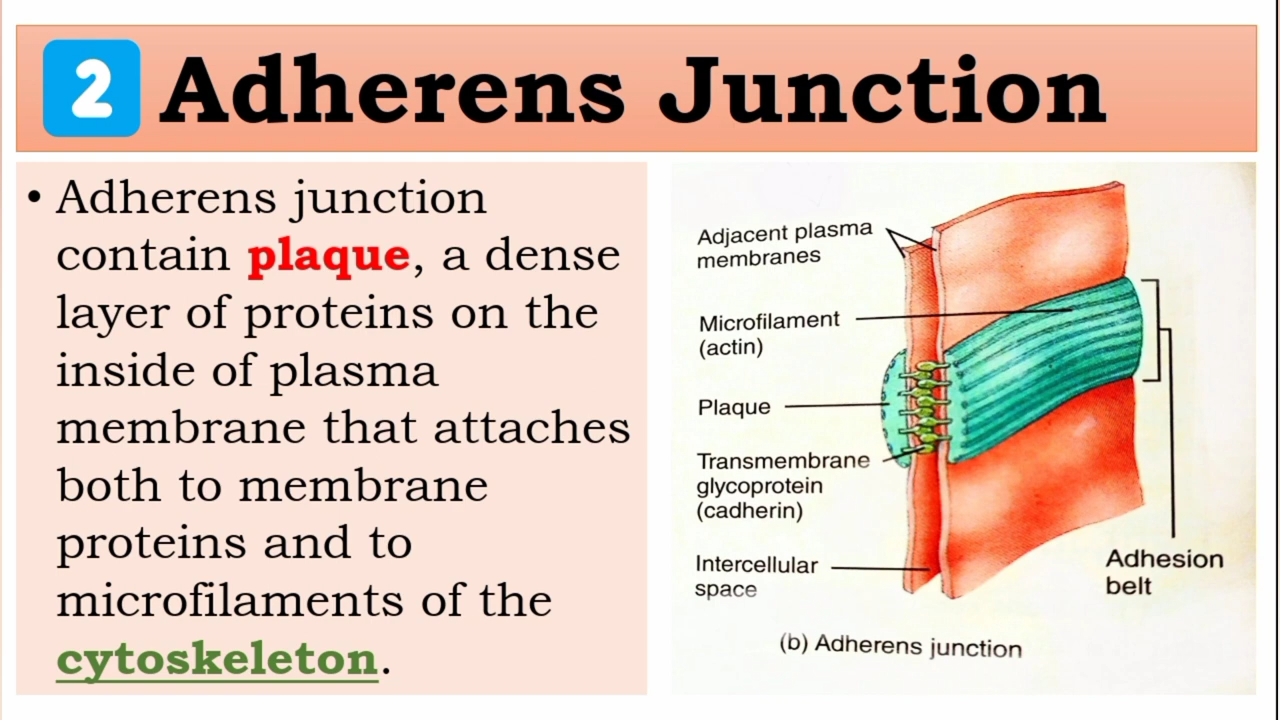 2 Adherens Junction
• Adherens junction
contain plaque, a dense
layer of proteins on the
inside of plasma
membrane that attaches
both to membrane
proteins and to
microfilaments of the
cytoskeleton.
Adjacent plasma
membranes
Microfilament
(actin)
Plaque
Transmembrane
glycoprotein
(cadherin)
Intercellular
space
Adhesion
belt
(b) Adherens junction